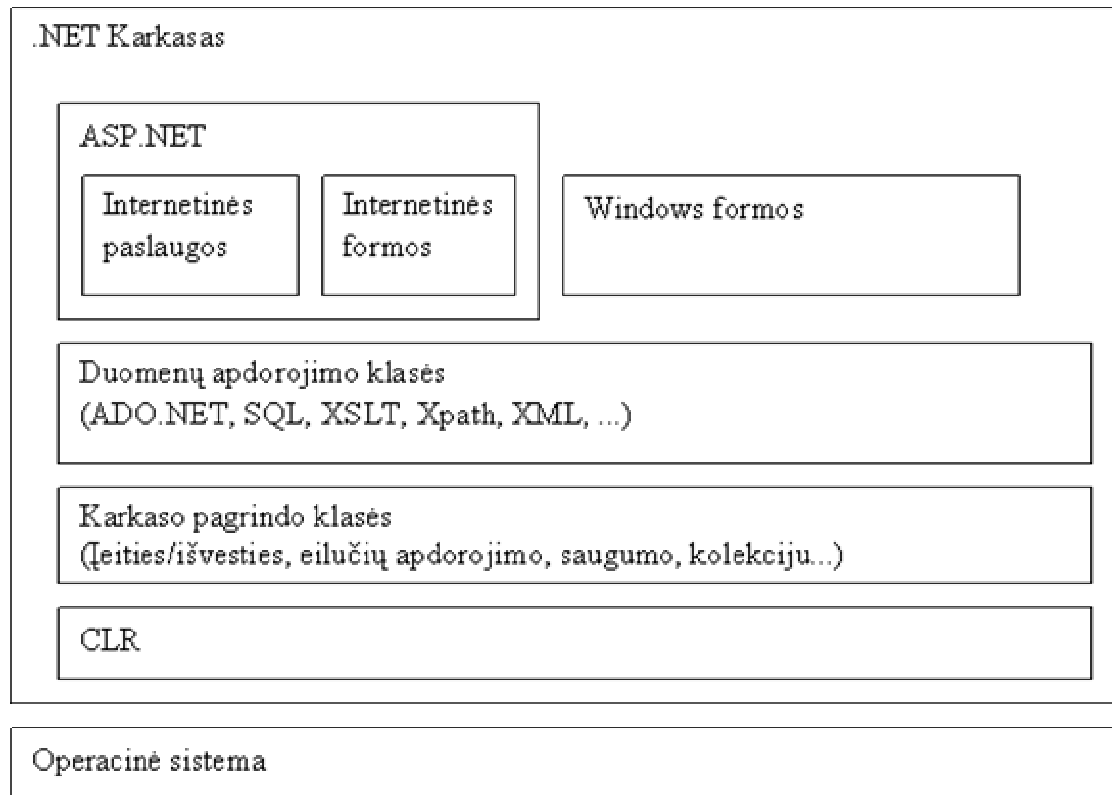 .NET Karkasas
ASP.NET
Internetinės
paslaugos
Internetinės
formos
Windows formos
Duomenų apdorojimo klasės
(ADO.NET, SQL, XSLT, Xpath, XML, ...)
Karkaso pagrindo klasės
(Įeities/išvesties, eilučių apdorojimo, saugumo, kolekciju...)
CLR
Operacinė sistema